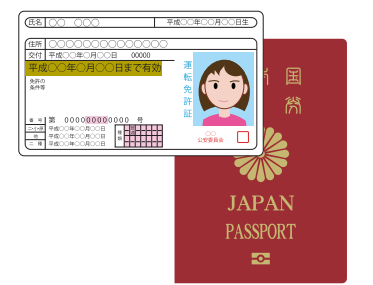 氏名 ○○ ○○○ 平成○○年○○月○○日生
住所 ○○○○○○○○○○○○○○
交付 平成○○年○○月○○日 00000
平成○○年○月○○日まで有効
免許の
条件等
運転免許証
番号 第 000000000000 号
二・小・原 平成○○年○○月○○日
他 平成○○年○○月○○日
二種 平成○○年○○月○○日
種類
○○
公安委員会
国
券
JAPAN
PASSPORT